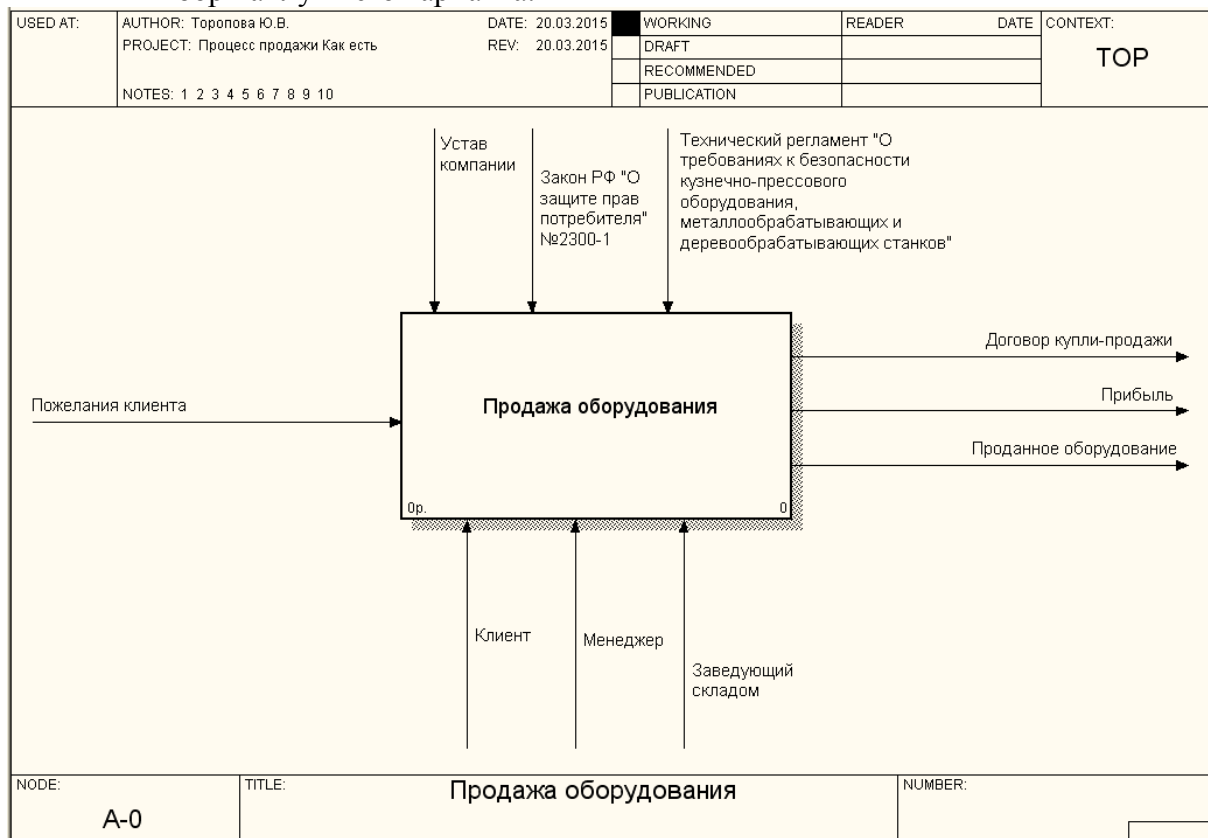 USED AT:
AUTHOR: Торопова Ю.В.
DATE: 20.03.2015
PROJECT: Процесс продажи Как есть
REV: 20.03.2015
NOTES: 1 2 3 4 5 6 7 8 9 10
WORKING
DRAFT
RECOMMENDED
PUBLICATION
READER
DATE
CONTEXT:
TOP
Устав
компании
Закон РФ "О
защите прав
потребителя"
№2300-1
Технический регламент "О
требованиях к безопасности
кузнечно-прессового
оборудования,
металлообрабатывающих и
деревообрабатывающих станков"
Пожелания клиента
Продажа оборудования
0р.
0
Договор купли-продажи
Прибыль
Проданное оборудование
Клиент
Менеджер
Заведующий
складом
NODE:
A-0
TITLE:
Продажа оборудования
NUMBER: